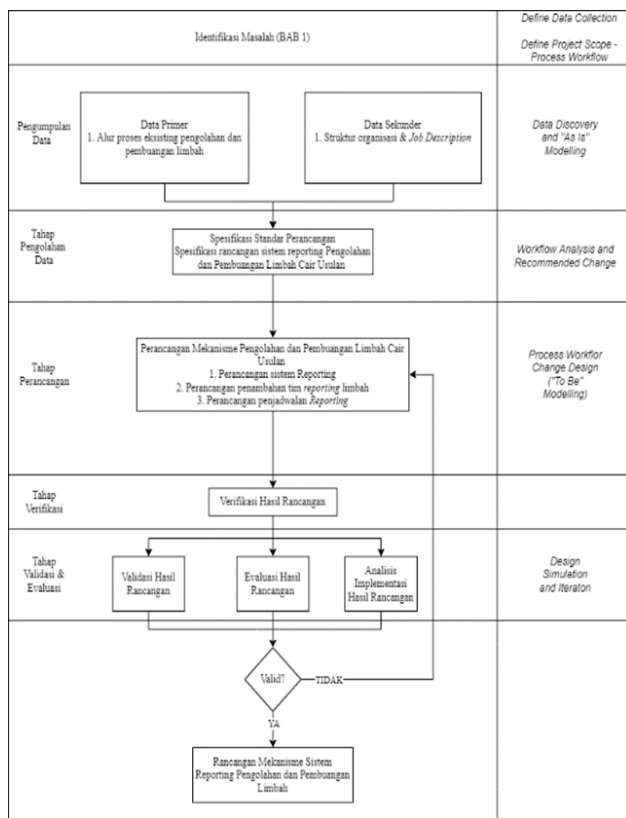 Identifikasi Masalah (BAB 1)
Define Data Collection
Define Project Scope -
Process Workflow
Pengumpulan
Data
Data Primer
1. Alur proses eksisting pengolahan dan
pembuangan limbah
Data Sekunder
1. Struktur organisasi & Job Description
Data Discovery
and "As Is"
Modelling
Tahap
Pengolahan
Data
Spesifikasi Standar Perancangan
Spesifikasi rancangan sistem reporting Pengolahan
dan Pembuangan Limbah Cair Usulan
Workflow Analysis and
Recommended Change
Tahap
Perancangan
Perancangan Mekanisme Pengolahan dan Pembuangan Limbah Cair
Usulan
1. Perancangan sistem Reporting
2. Perancangan penambahan tim reporting limbah
3. Perancangan penjadwalan Reporting
Process Workflor
Change Design
("To Be"
Modelling)
Tahap
Verifikasi
Verifikasi Hasil Rancangan
Tahap
Validasi &
Evaluasi
Validasi Hasil
Rancangan
Evaluasi Hasil
Rancangan
Analisis
Implementasi
Hasil Rancangan
Design
Simulation
and Iteraton
Valid?
TIDAK
YA
Rancangan Mekanisme Sistem
Reporting Pengolahan dan Pembuangan
Limbah